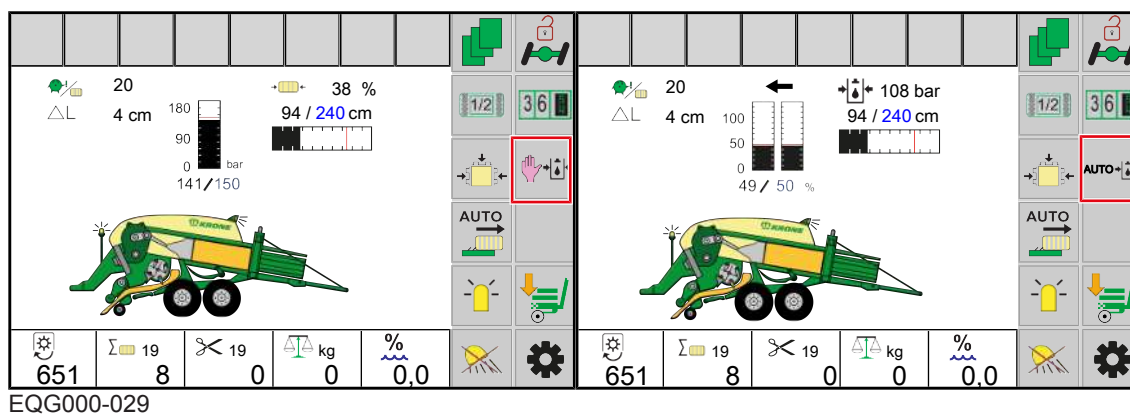 20
38 %
△L 4 cm
94 / 240 cm
180
90
0 bar
141/150
1/2
36
AUTO
KRONE
Σ 19
19
kg
%
651
8
0
0
0,0
20
108 bar
△L 4 cm
94 / 240 cm
100
50
0
49/ 50 %
1/2
36
AUTO
AUTO
KRONE
Σ 19
19
kg
%
651
8
0
0
0,0
EQG000-029